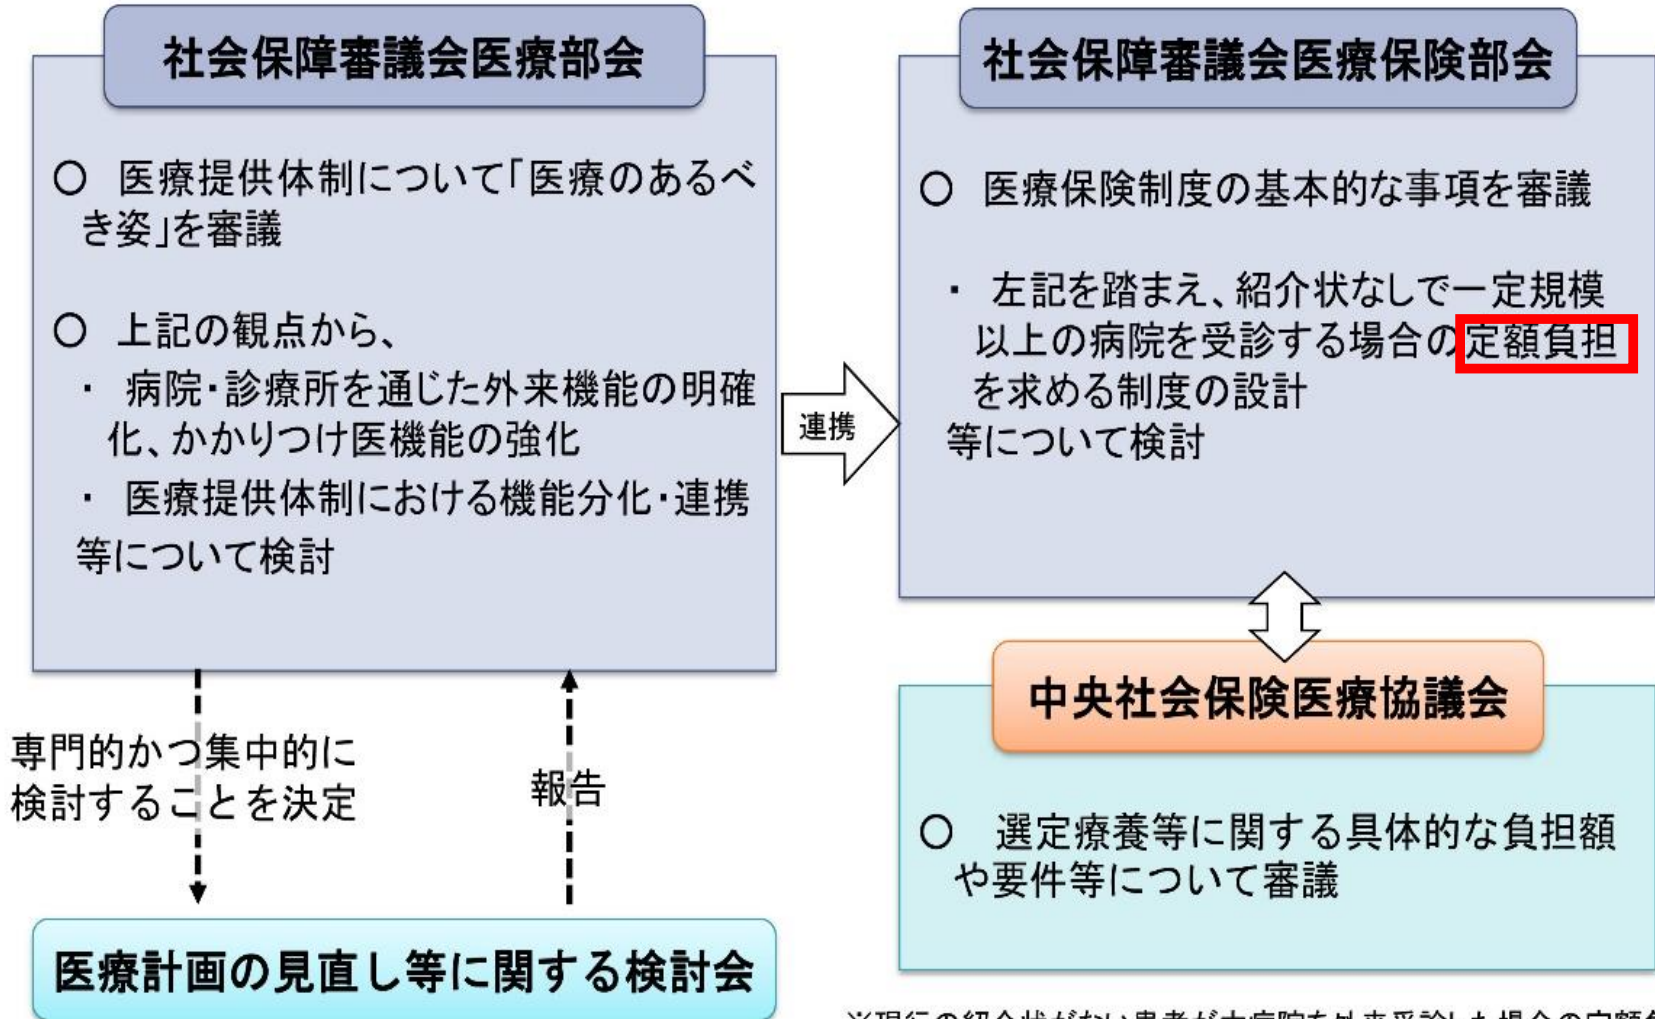 社会保障審議会医療部会
○ 医療提供体制について「医療のあるべ
き姿」を審議
○ 上記の観点から、
・ 病院・診療所を通じた外来機能の明確
化、かかりつけ医機能の強化
・ 医療提供体制における機能分化・連携
等について検討
連携
社会保障審議会医療保険部会
○ 医療保険制度の基本的な事項を審議
・ 左記を踏まえ、紹介状なしで一定規模
以上の病院を受診する場合の定額負担
を求める制度の設計
等について検討
専門的かつ集中的に
検討することを決定
報告
医療計画の見直し等に関する検討会
中央社会保険医療協議会
○ 選定療養等に関する具体的な負担額
や要件等について審議